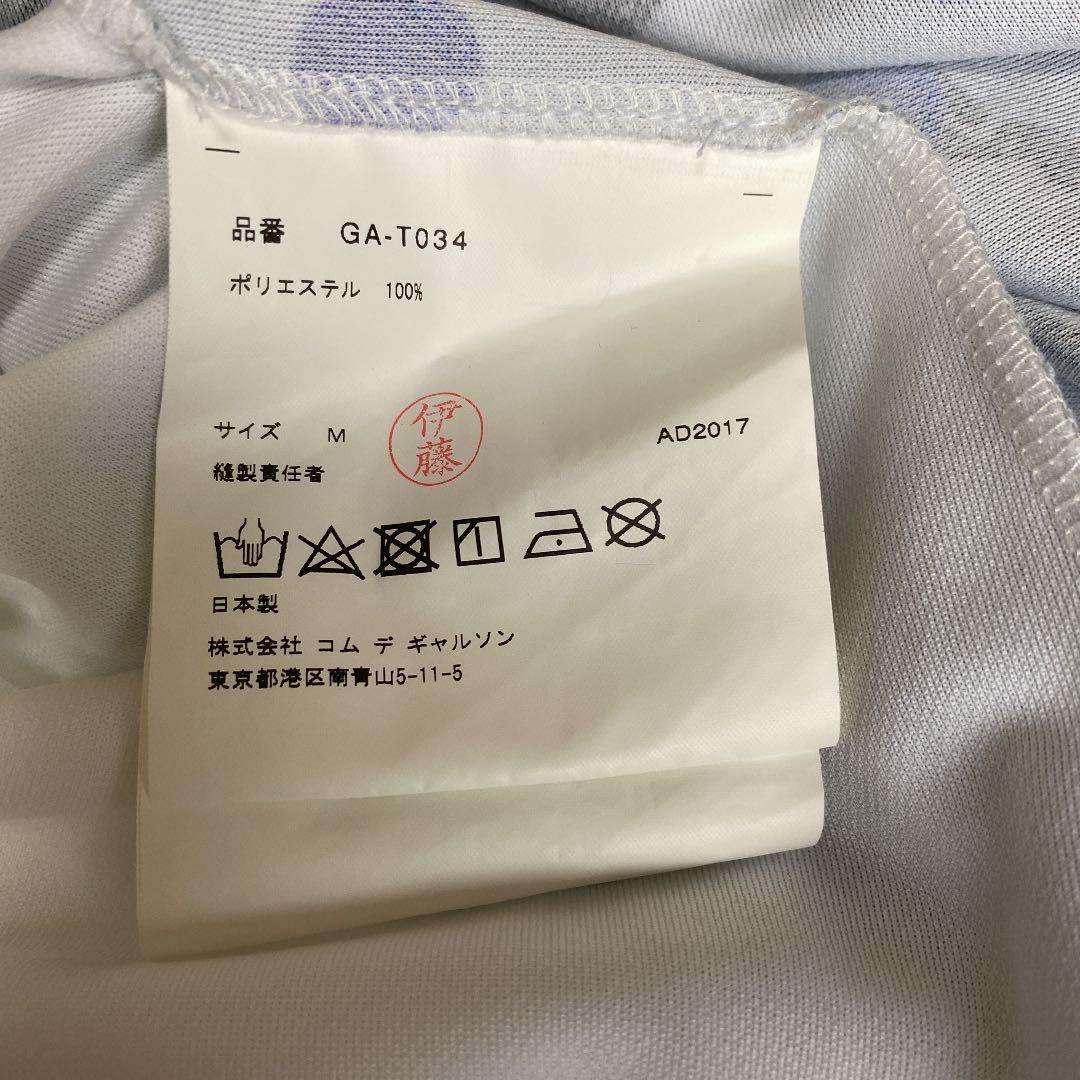 品番 GA-T034
ポリエステル 100%
サイズ M
伊藤
AD2017
縫製責任者
日本製
株式会社 コム デ ギャルソン
東京都港区南青山5-11-5